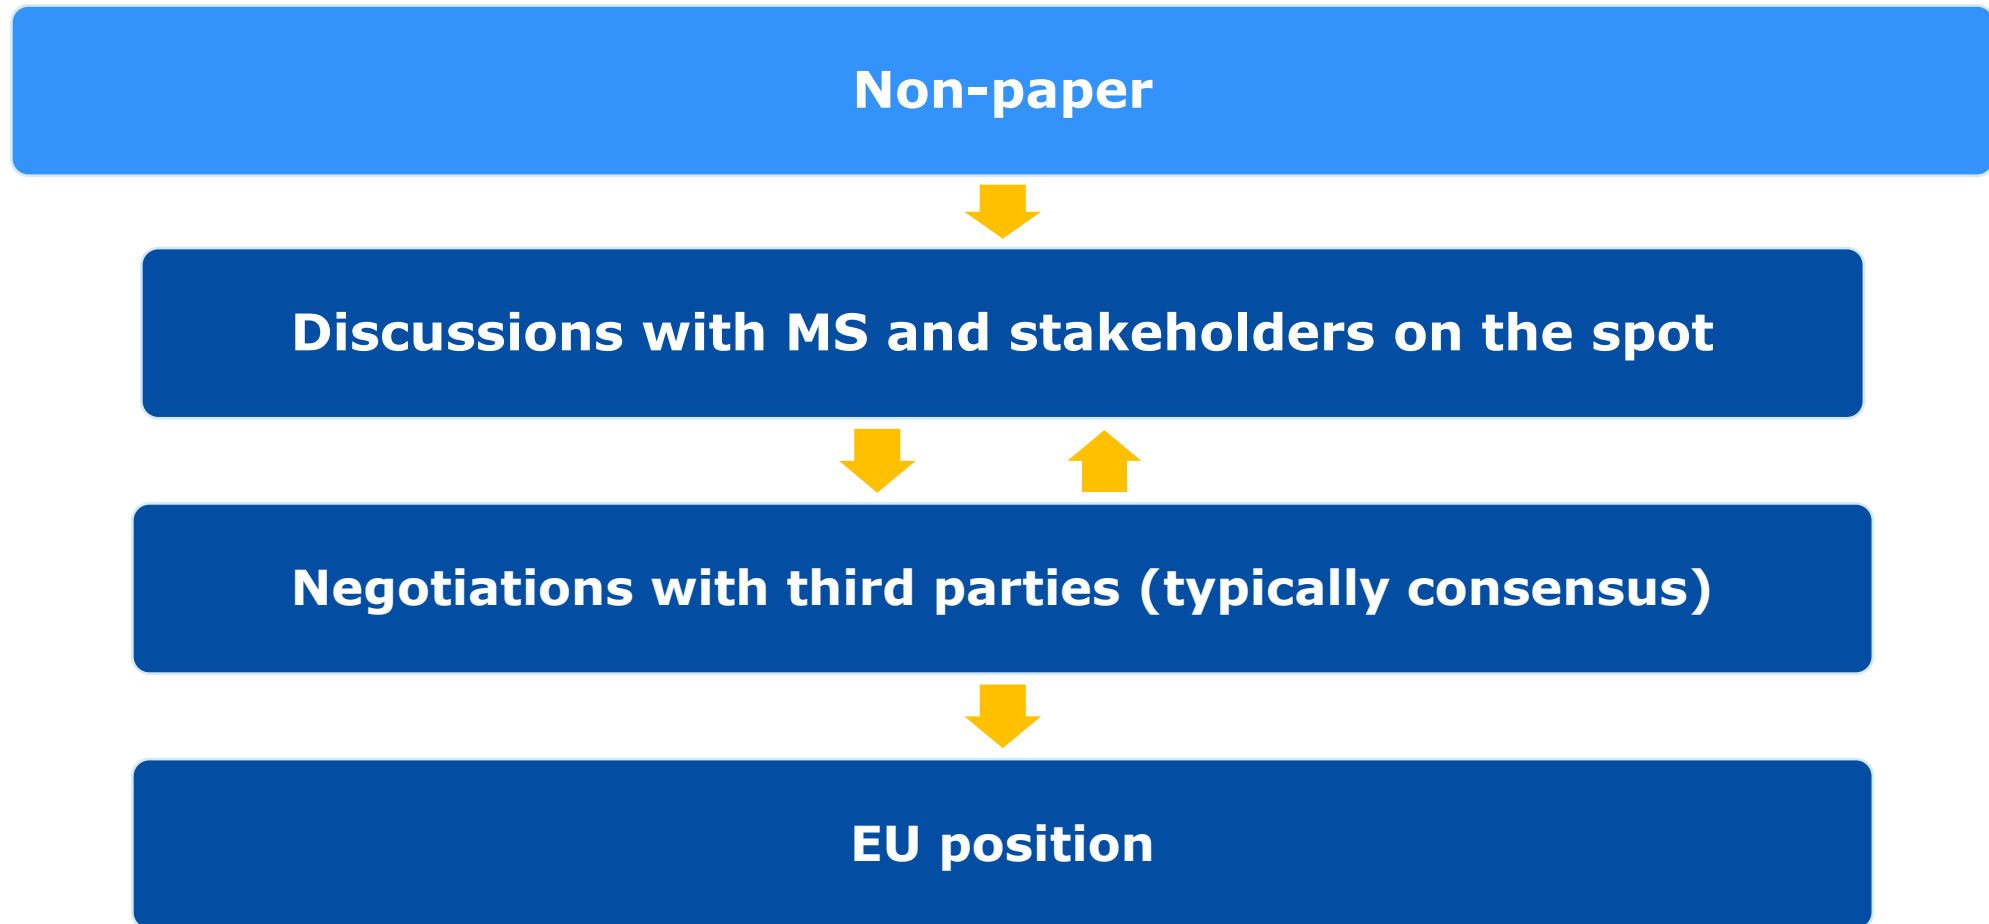 Non-paper
Discussions with MS and stakeholders on the spot
Negotiations with third parties (typically consensus)
EU position